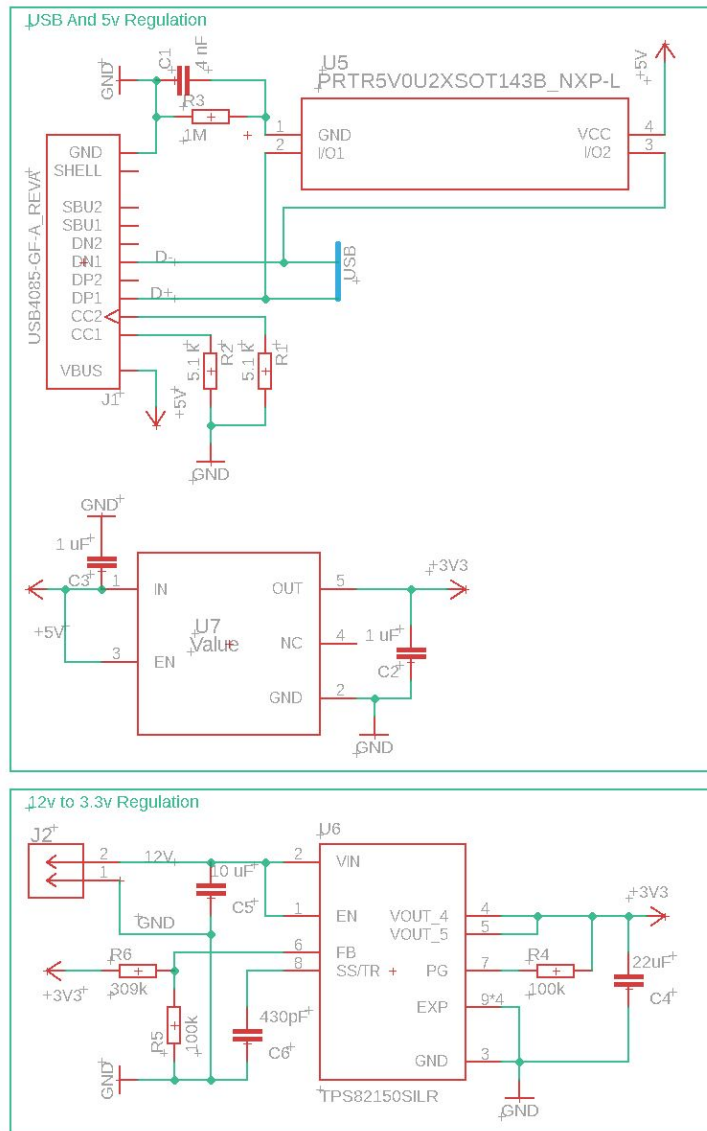 USB And 5v Regulation
GND
C1
4 nF
R3
1M
U5
PRTR5V0U2XSOT143B_NXP-L
+5V
1 GND
2 I/O1
VCC 4
I/O2 3
USB4085-GF-A_REVA
GND
SHELL
SBU2
SBU1
DN2
DN1
DP2
DP1
CC2
CC1
VBUS
J1
D-
D+
USB
+5V
5.1 k
R2
5.1 k
R1
GND
GND
1 uF
C3
+5V
1 IN
3 EN
U7
Value
OUT 5
NC 4
GND 2
+3V3
1 uF
C2
GND
12v to 3.3v Regulation
J2
2
1
12V
10 uF
C5
GND
R6
309k
+3V3
R5
100k
430pF
C6
GND
U6
2 VIN
1 EN
6 FB
8 SS/TR
VOUT_4 4
VOUT_5 5
PG 7
EXP 9*4
GND 3
TPS82150SILR
R4
100k
+3V3
22uF
C4
GND